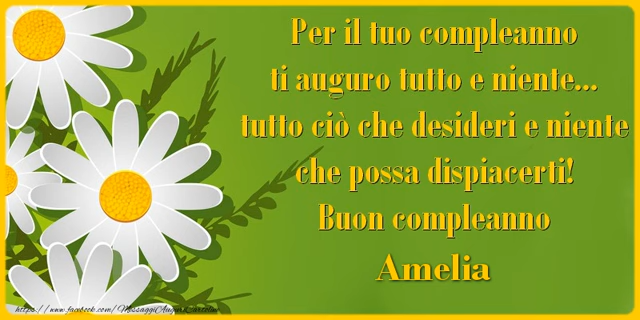 Per il tuo compleanno
ti auguro tutto e niente...
tutto ciò che desideri e niente
che possa dispiacerti!
Buon compleanno
Amelia